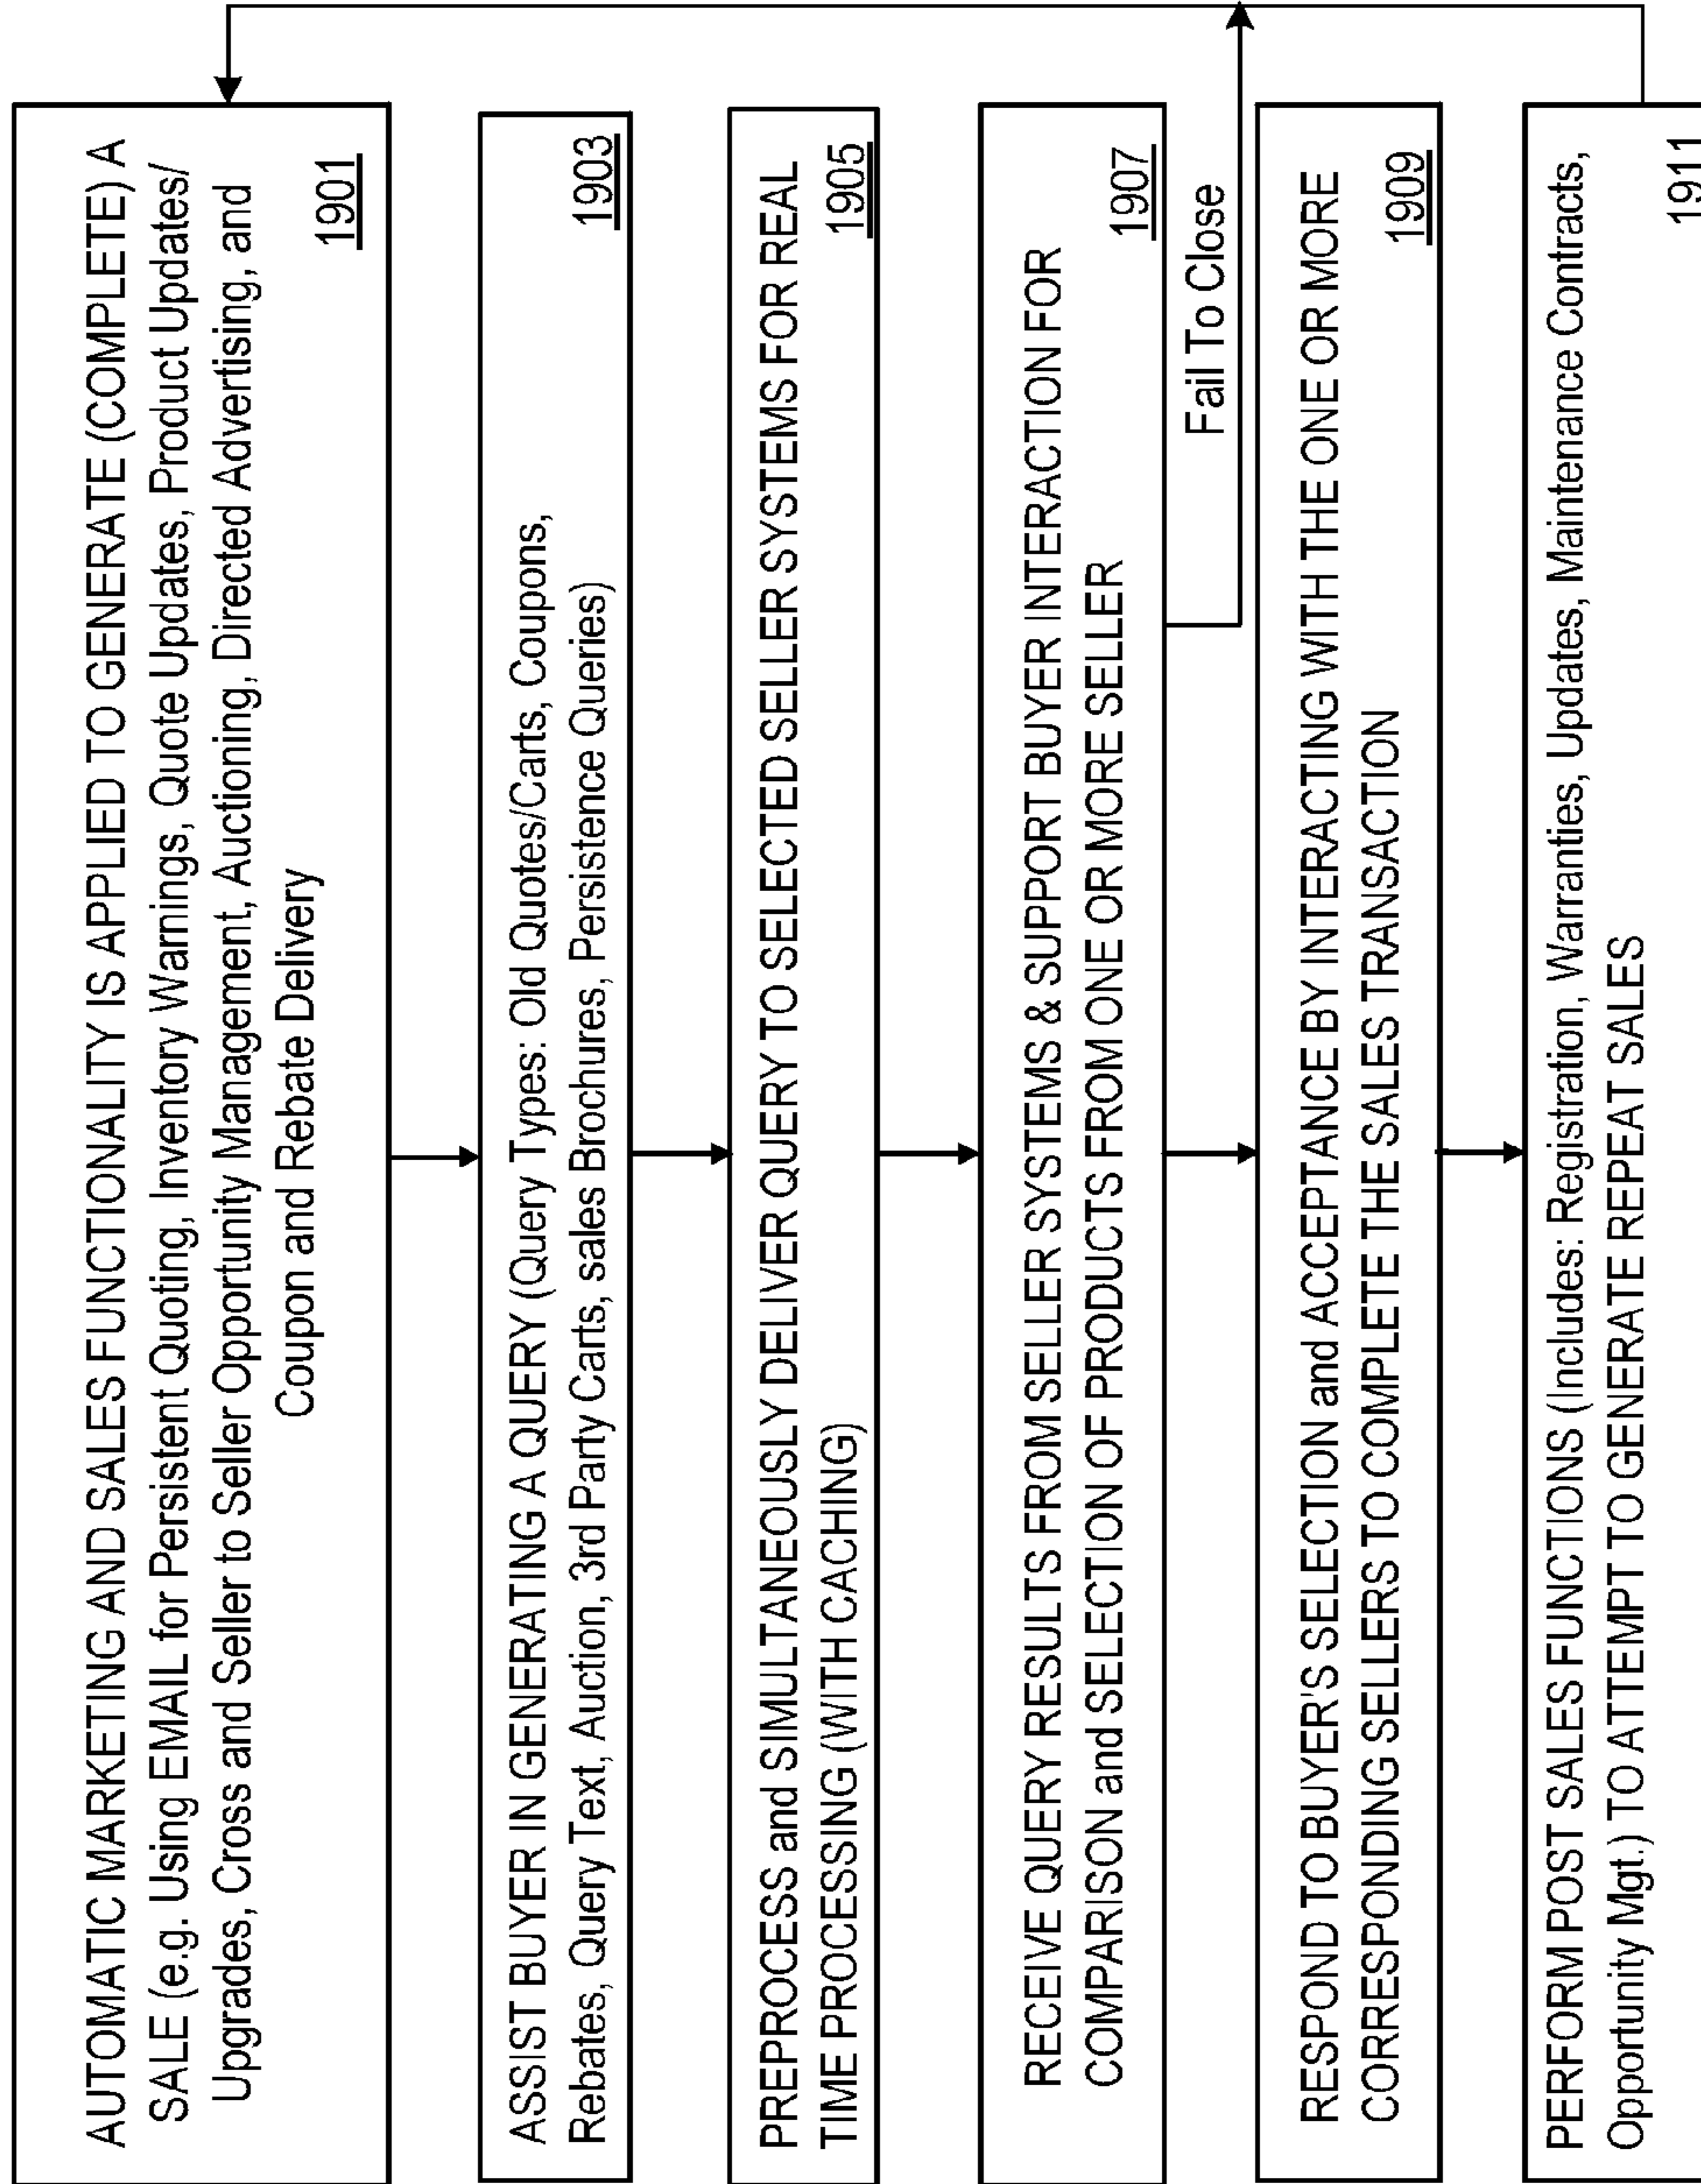 AUTOMATIC MARKETING AND SALES FUNCTIONALITY IS APPLIED TO GENERATE (COMPLETE) A
SALE (e.g. Using EMAIL for Persistent Quoting, Inventory Warnings, Quote Updates, Product Updates/
Upgrades, Cross and Seller to Seller Opportunity Management, Auctioning, Directed Advertising, and
Coupon and Rebate Delivery
1901
ASSIST BUYER IN GENERATING A QUERY (Query Types: Old Quotes/Carts, Coupons,
Rebates, Query Text, Auction, 3rd Party Carts, sales Brochures, Persistence Queries)
1903
PREPROCESS and SIMULTANEOUSLY DELIVER QUERY TO SELECTED SELLER SYSTEMS FOR REAL
TIME PROCESSING (WITH CACHING)
1905
RECEIVE QUERY RESULTS FROM SELLER SYSTEMS & SUPPORT BUYER INTERACTION FOR
COMPARISON and SELECTION OF PRODUCTS FROM ONE OR MORE SELLER
1907
Fail To Close
RESPOND TO BUYER'S SELECTION and ACCEPTANCE BY INTERACTING WITH THE ONE OR MORE
CORRESPONDING SELLERS TO COMPLETE THE SALES TRANSACTION
1909
PERFORM POST SALES FUNCTIONS (Includes: Registration, Warranties, Updates, Maintenance Contracts,
Opportunity Mgt.) TO ATTEMPT TO GENERATE REPEAT SALES
1911